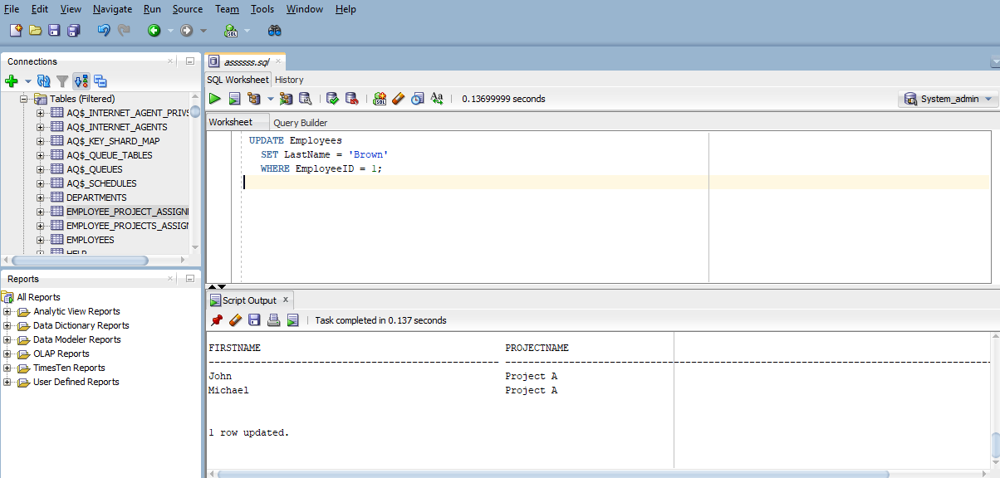 File Edit View Navigate Run Source Team Tools Window Help
Connections
Tables (Filtered)
AQ$_INTERNET_AGENT_PRIVS
AQ$_INTERNET_AGENTS
AQ$_KEY_SHARD_MAP
AQ$_QUEUE_TABLES
AQ$_QUEUES
AQ$_SCHEDULES
DEPARTMENTS
EMPLOYEE_PROJECT_ASSIGN
EMPLOYEE_PROJECTS_ASSIGN
EMPLOYEES
HELP
Reports
All Reports
Analytic View Reports
Data Dictionary Reports
Data Modeler Reports
OLAP Reports
TimesTen Reports
User Defined Reports
assssss.sql
SQL Worksheet History
0.13699999 seconds
System_admin
Worksheet Query Builder
UPDATE Employees
SET LastName = 'Brown'
WHERE EmployeeID = 1;
Script Output
Task completed in 0.137 seconds
FIRSTNAME PROJECTNAME
John Project A
Michael Project A
1 row updated.